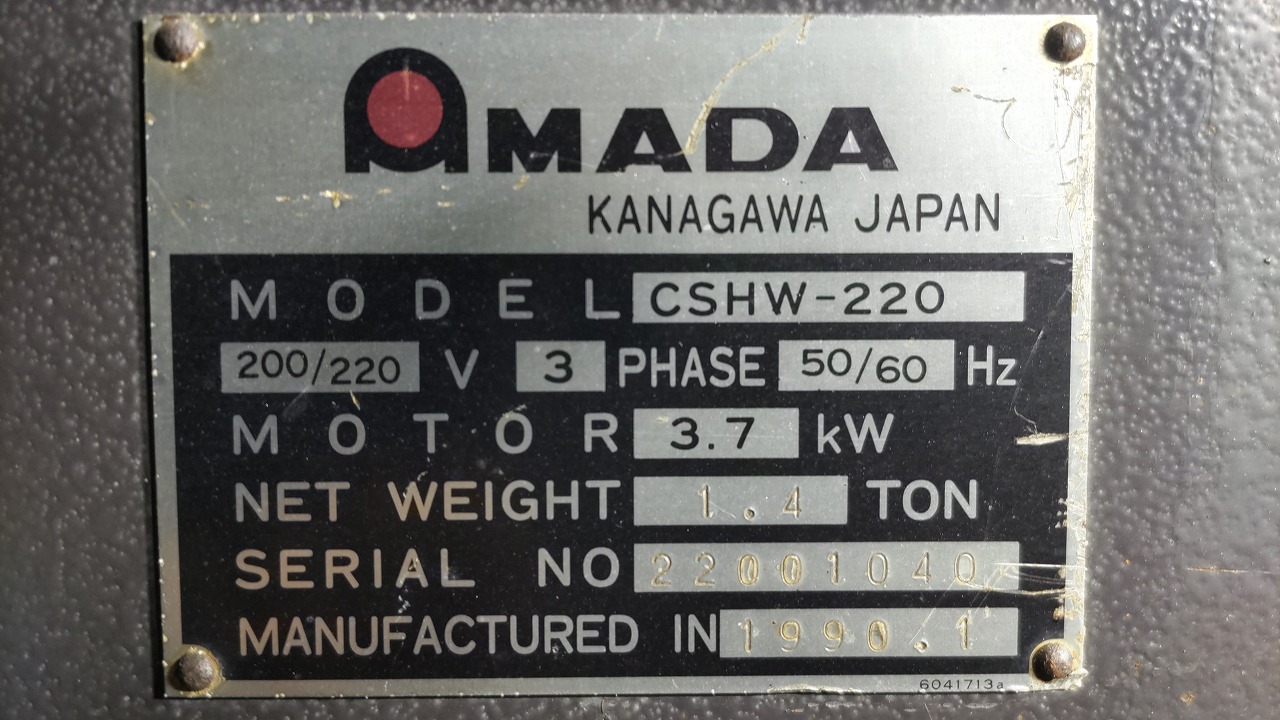 AMADA
KANAGAWA JAPAN
MODEL CSHW-220
200/220 V 3 PHASE 50/60 Hz
MOTOR 3.7 kW
NET WEIGHT 1.4 TON
SERIAL NO 22001040
MANUFACTURED IN 1990.1
6041713a